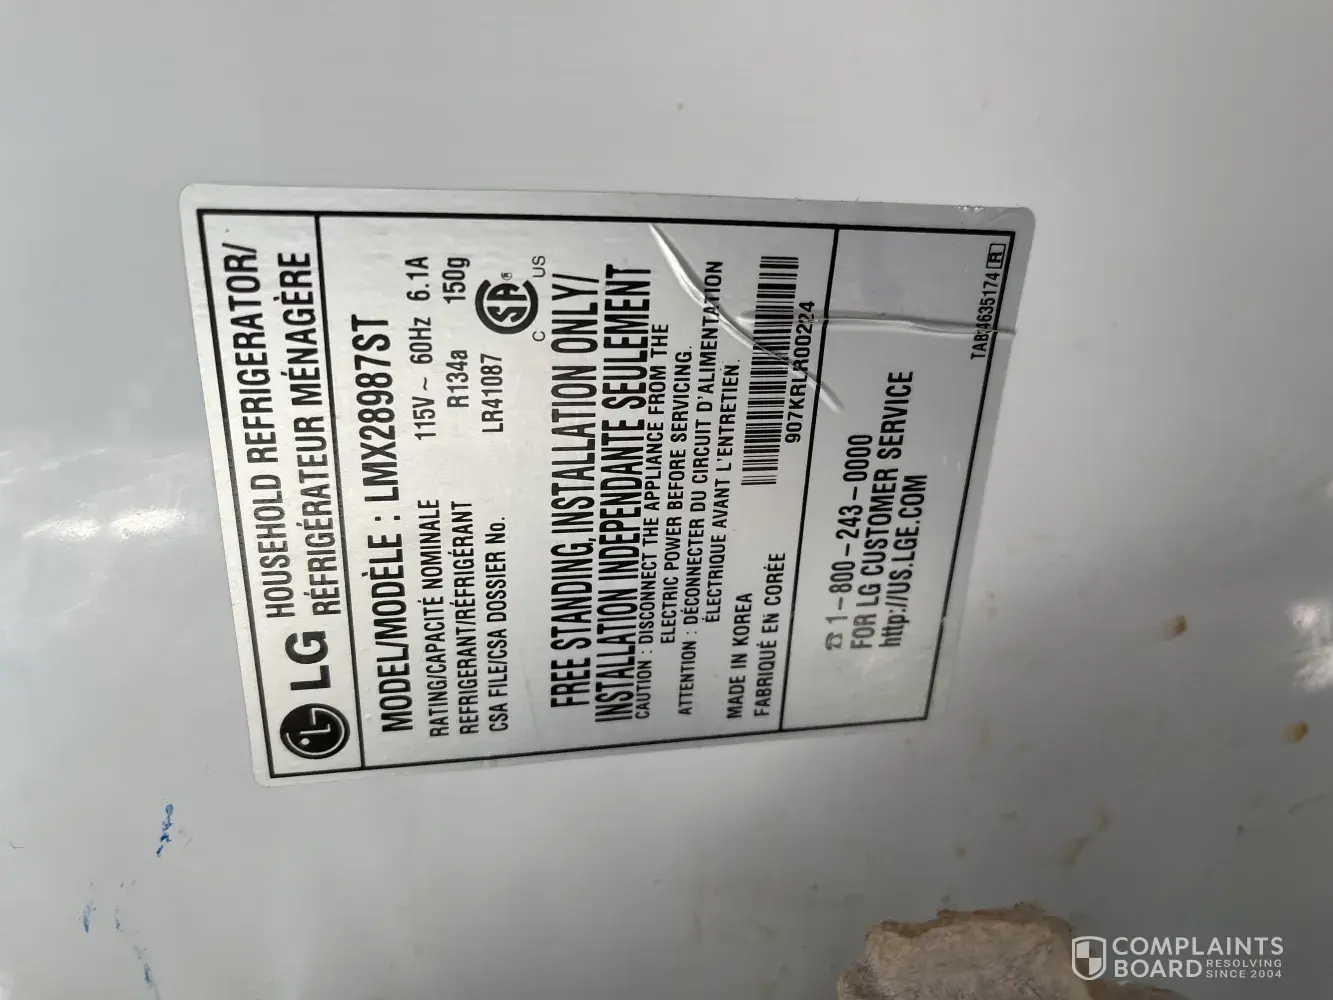 LG
HOUSEHOLD REFRIGERATOR/
RÉFRIGÉRATEUR MÉNAGÈRE
MODEL/MODÈLE : LMX28987ST
RATING/CAPACITÉ NOMINALE 115V~ 60Hz 6.1A
REFRIGERANT/RÉFRIGÉRANT R134a 150g
CSA FILE/CSA DOSSIER No. LR41087
SA ®
C US
FREE STANDING,INSTALLATION ONLY/
INSTALLATION INDEPENDANTE SEULEMENT
CAUTION : DISCONNECT THE APPLIANCE FROM THE
ELECTRIC POWER BEFORE SERVICING.
ATTENTION : DÉCONNECTER DU CIRCUIT D'ALIMENTATION
ÉLECTRIQUE AVANT L'ENTRETIEN.
MADE IN KOREA
FABRIQUÉ EN CORÉE
907KRLR00224
☎ 1-800-243-0000
FOR LG CUSTOMER SERVICE
http://US.LGE.COM
R
COMPLAINTS
BOARD RESOLVING
SINCE 2004